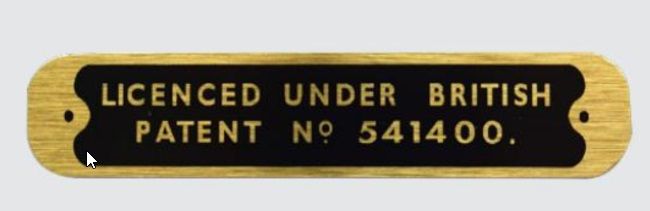 LICENCED UNDER BRITISH
PATENT Nº 541400.